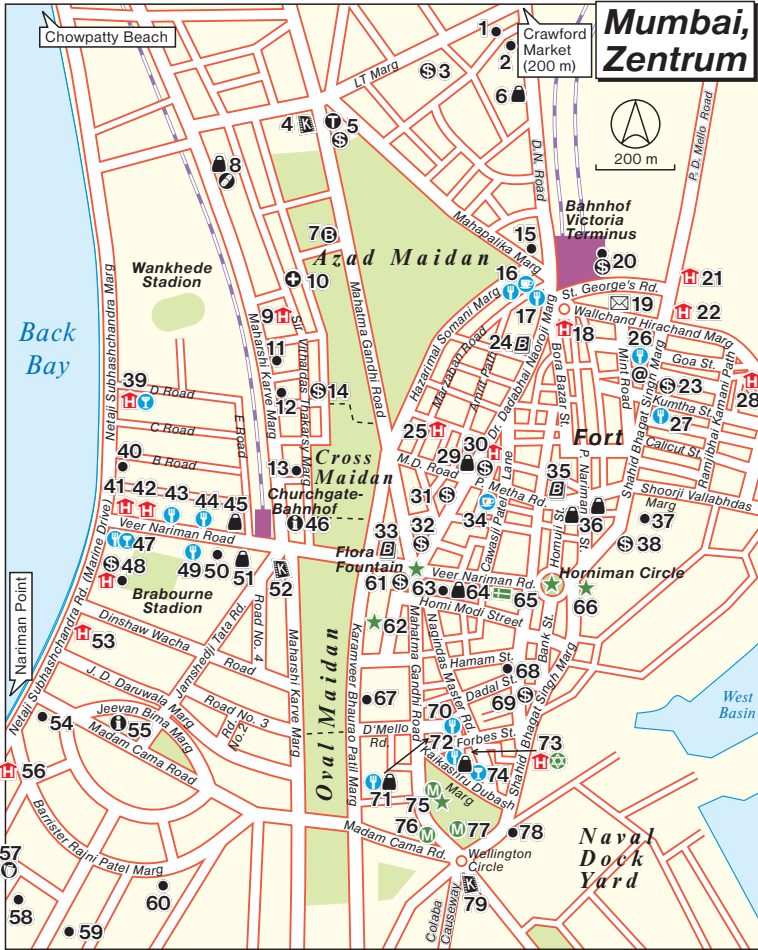 Mumbai,
Zentrum
Chowpatty Beach
Crawford
Market
(200 m)
1
2
LT Marg
$ 3
6
P. D. Mello Road
200 m
D.N. Road
4 K
T 5
$
8
7 B
Mahapalika Marg
Bahnhof
Victoria
Terminus
15
$ 20
Azad Maidan
Wankhede
Stadion
10
16
17
St. George's Rd.
H 21
19
H 22
Wallchand Hirachand Marg
9 H
Sir Vithardas Thakarsy Marg
Mahatma Gandhi Road
Hazarimal Somani Marg
H 18
26
Back
Bay
Netaji Subhashchandra Marg
Maharshi Karve Marg
11
24 B
Marzaban Road
Amrut Path
Dr. Dadabhai Naoroji Marg
Bora Bazar St.
Mint Road
Goa St.
@
$ 23
H
28
39
H
D Road
12
$ 14
Kumtha St.
27
C Road
E Road
25 H
30
H
Fort
Shahid Bhagat Singh Marg
Calicut St.
Ramjibhai Kamani Path
40
B Road
13
Cross
Maidan
M.D. Road
29 $
Lane
35
B
P. Nariman St.
Shoorji Vallabhdas
Marg
41 42 43 44 45
H H
Churchgate-
Bahnhof
46
31 $
P. Metha Rd.
34
Cawasji Patel
36
37
Veer Nariman Road
47
33
B
32
$
$ 38
$ 48
H
49 50
51
K
52
Flora
Fountain
61 $
63
Veer Nariman Rd.
64
65
Horniman Circle
66
(Marine Drive)
Brabourne
Stadion
Homi Modi Street
Nariman Point
Netaji Subhashchandra Rd.
H 53
Dinshaw Wacha
Road
Jamshedji Tata Rd.
Road No. 4
62
Hamam St.
Bank St.
68
Dadal St.
69 $
Nagindas Master Rd.
Mahatma Gandhi Road
J. D. Daruwala Marg
Jeevan Bima Marg
Road No. 3
Rd.
No.2
Maharshi Karve Marg
Oval Maidan
Karamveer Bhaurao Patil Marg
67
Shahid Bhagat Singh Marg
54
55
Madam Cama Road
70
D'Mello
Rd.
Forbes St.
72
73
H
H 56
71
74
Kaikasrru Dubash
Marg
M
75
Barrister Rajni Patel Marg
Madam Cama Rd.
76 M
M 77
78
Naval
Dock
Yard
West
Basin
57
Wellington
Circle
58
60
59
K
79
Colaba
Causeway